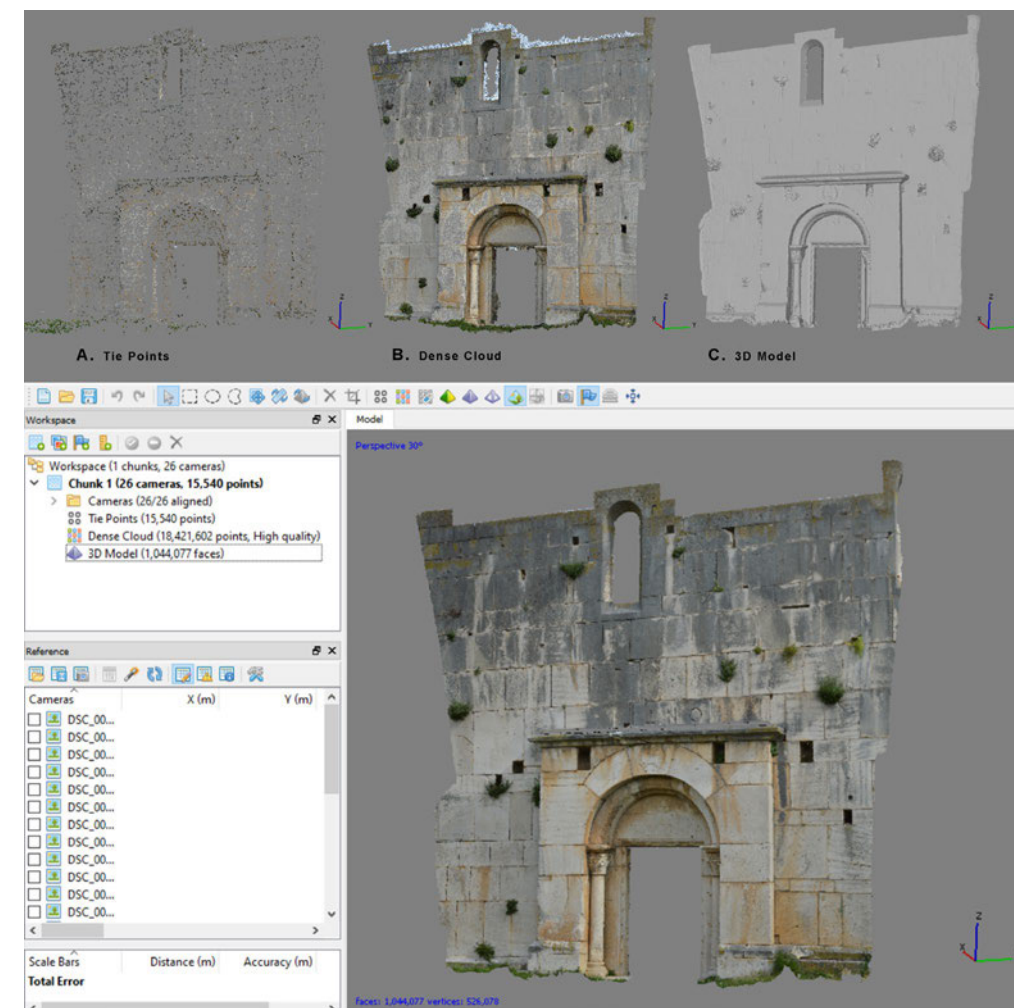 A. Tie Points
B. Dense Cloud
C. 3D Model
Workspace
Model
Workspace (1 chunks, 26 cameras)
Chunk 1 (26 cameras, 15,540 points)
Cameras (26/26 aligned)
Tie Points (15,540 points)
Dense Cloud (18,421,602 points, High quality)
3D Model (1,044,077 faces)
Perspective 30°
Reference
Cameras X (m) Y (m)
DSC_00...
DSC_00...
DSC_00...
DSC_00...
DSC_00...
DSC_00...
DSC_00...
DSC_00...
DSC_00...
DSC_00...
DSC_00...
DSC_00...
Scale Bars Distance (m) Accuracy (m)
Total Error
faces: 1,044,077 vertices: 526,078
Z
X
Y
Z
X
Y
Z
X
Z
X